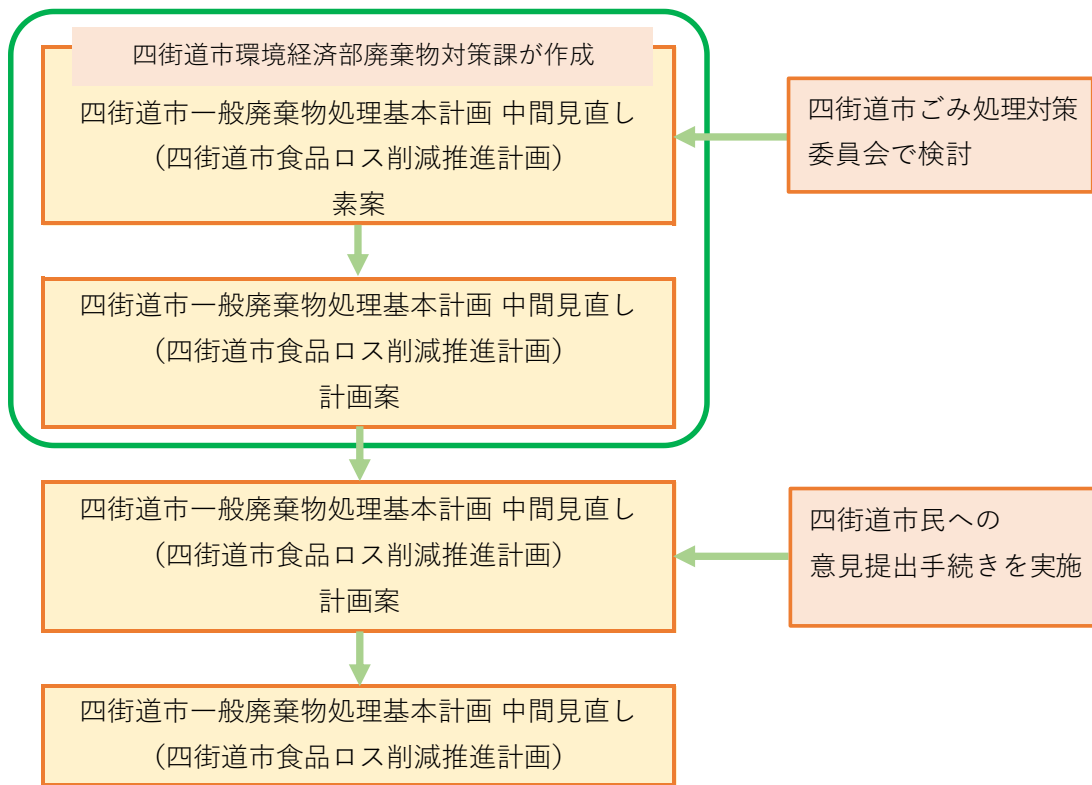 四街道市環境経済部廃棄物対策課が作成
四街道市一般廃棄物処理基本計画 中間見直し
（四街道市食品ロス削減推進計画）
素案
四街道市ごみ処理対策
委員会で検討
四街道市一般廃棄物処理基本計画 中間見直し
（四街道市食品ロス削減推進計画）
計画案
四街道市一般廃棄物処理基本計画 中間見直し
（四街道市食品ロス削減推進計画）
計画案
四街道市民への
意見提出手続きを実施
四街道市一般廃棄物処理基本計画 中間見直し
（四街道市食品ロス削減推進計画）